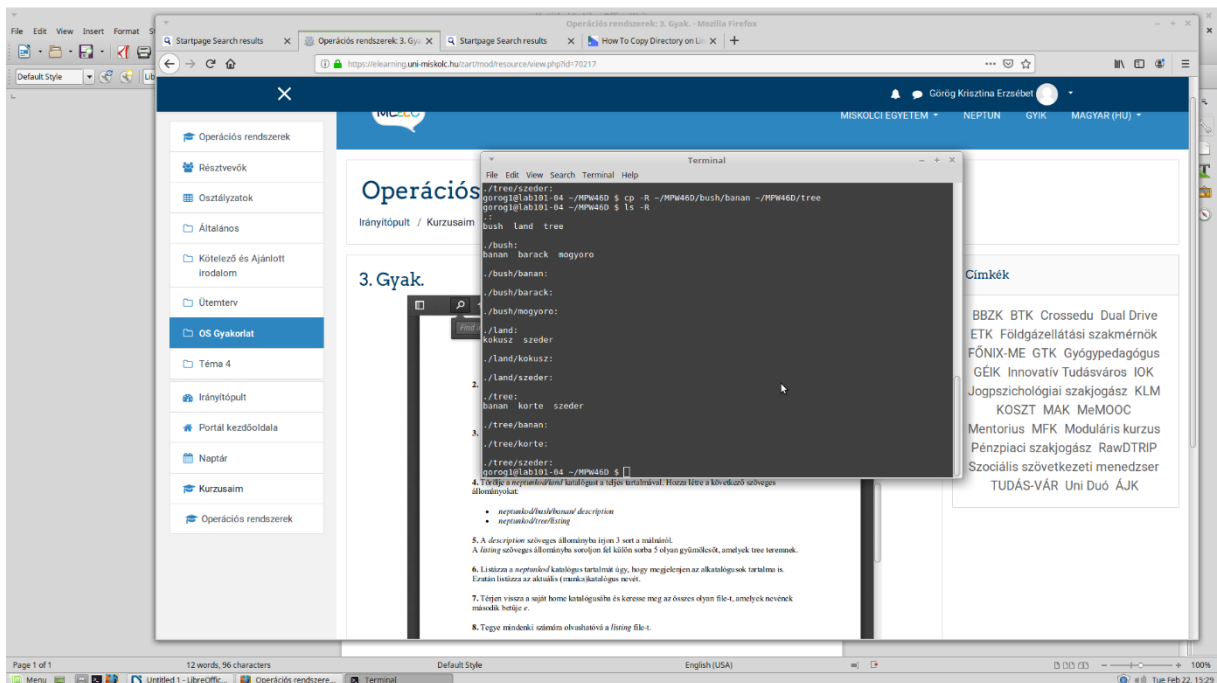 File Edit View Insert Format
Operációs rendszerek: 3. Gyak. - Mozilla Firefox
Startpage Search results
Operációs rendszerek: 3. Gya
Startpage Search results
How To Copy Directory on Lin
Default Style
https://elearning.uni-miskolc.hu/zart/mod/resource/view.php?id=70217
Görög Krisztina Erzsébet
MISKOLCI EGYETEM
NEPTUN
GYIK
MAGYAR (HU)
Operációs rendszerek
Résztvevők
Osztályzatok
Általános
Kötelező és Ajánlott
irodalom
Ütemterv
OS Gyakorlat
Téma 4
Irányítópult
Portál kezdőoldala
Naptár
Kurzusaim
Operációs rendszerek
Operációs
Irányítópult / Kurzusaim
3. Gyak.
Terminal
File Edit View Search Terminal Help
./tree/szeder:
gorog1@lab101-04 ~/MPW46D $ cp -R ~/MPW46D/bush/banan ~/MPW46D/tree
gorog1@lab101-04 ~/MPW46D $ ls -R
.:
bush land tree
./bush:
banan barack mogyoro
./bush/banan:
./bush/barack:
./bush/mogyoro:
./land:
kokusz szeder
./land/kokusz:
./land/szeder:
./tree:
banan korte szeder
./tree/banan:
./tree/korte:
./tree/szeder:
gorog1@lab101-04 ~/MPW46D $
2.
3.
4. Törölje a neptunkod/land katalógust a teljes tartalmával. Hozza létre a következő szöveges
állományokat:
• neptunkod/bush/banan/ description
• neptunkod/tree/listing
5. A description szöveges állományba írjon 3 sort a málnáról.
A listing szöveges állományba soroljon fel külön sorba 5 olyan gyümölcsöt, amelyek tree teremnek.
6. Listázza a neptunkod katalógus tartalmát úgy, hogy megjelenjen az alkatalógusok tartalma is.
Ezután listázza az aktuális (munka)katalógus nevét.
7. Térjen vissza a saját home katalógusába és keresse meg az összes olyan file-t, amelyek nevének
második betűje e.
8. Tegye mindenki számára olvashatóvá a listing file-t.
Címkék
BBZK BTK Crossedu Dual Drive
ETK Földgázellátási szakmérnök
FŐNIX-ME GTK Gyógypedagógus
GÉIK Innovatív Tudásváros IOK
Jogpszichológiai szakjogász KLM
KOSZT MAK MeMOOC
Mentorius MFK Moduláris kurzus
Pénzpiaci szakjogász RawDTRIP
Szociális szövetkezeti menedzser
TUDÁS-VÁR Uni Duó ÁJK
Page 1 of 1
12 words, 96 characters
Default Style
English (USA)
100%
Menu
Untitled 1 - LibreOffic...
Operációs rendszere...
Terminal
Tue Feb 22, 15:29